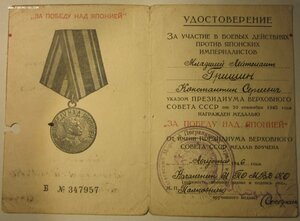 "ЗА ПОБЕДУ НАД ЯПОНИЕЙ"
Б № 347957
УДОСТОВЕРЕНИЕ
ЗА УЧАСТИЕ В БОЕВЫХ ДЕЙСТВИЯХ
ПРОТИВ ЯПОНСКИХ
ИМПЕРИАЛИСТОВ
Младший Лейтенант
Гришин
Константин Сергеевич
УКАЗОМ ПРЕЗИДИУМА ВЕРХОВНОГО
СОВЕТА СССР от 30 сентября 1945 года
НАГРАЖДЕН МЕДАЛЬЮ
"ЗА ПОБЕДУ НАД ЯПОНИЕЙ"
ОТ ИМЕНИ ПРЕЗИДИУМА ВЕРХОВНОГО
СОВЕТА СССР МЕДАЛЬ ВРУЧЕНА
6 года
М.П.